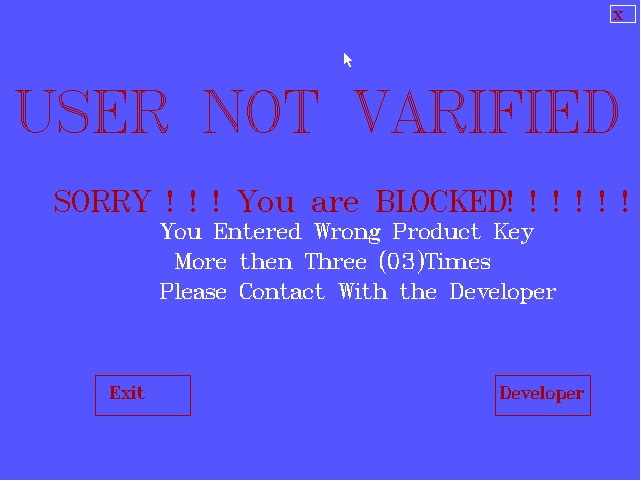 x
USER NOT VARIFIED
SORRY ! ! ! You are BLOCKED! ! ! ! ! !
You Entered Wrong Product Key
More then Three (03)Times
Please Contact With the Developer
Exit
Developer